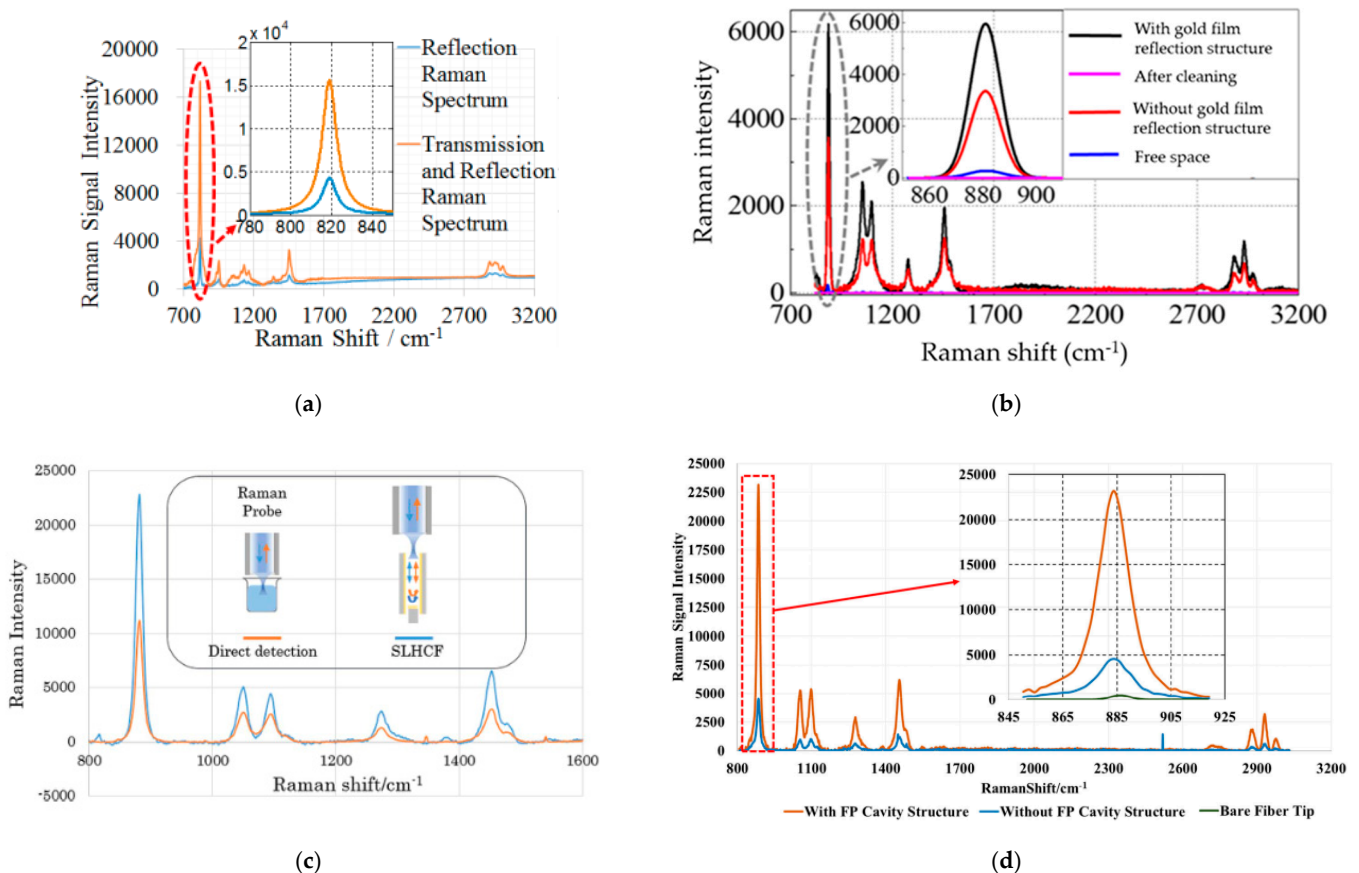 2.0 × 10⁴
1.5
1.0
0.5
0
780 800 820 840
20000
16000
12000
8000
4000
0
700 1200 1700 2200 2700 3200
Raman Signal Intensity
Raman Shift / cm⁻¹
Reflection
Raman
Spectrum
Transmission
and Reflection
Raman
Spectrum
(a)
6000
4000
2000
0
700 1200 1700 2200 2700 3200
Raman intensity
Raman shift (cm⁻¹)
6000
4000
2000
0
860 880 900
With gold film
reflection structure
After cleaning
Without gold film
reflection structure
Free space
(b)
25000
20000
15000
10000
5000
0
-5000
800 1000 1200 1400 1600
Raman Intensity
Raman shift/cm⁻¹
Raman
Probe
Direct detection
SLHCF
(c)
25000
22500
20000
17500
15000
12500
10000
7500
5000
2500
0
800 1100 1400 1700 2000 2300 2600 2900 3200
Raman Signal Intensity
RamanShift/cm⁻¹
25000
20000
15000
10000
5000
0
845 865 885 905 925
With FP Cavity Structure
Without FP Cavity Structure
Bare Fiber Tip
(d)